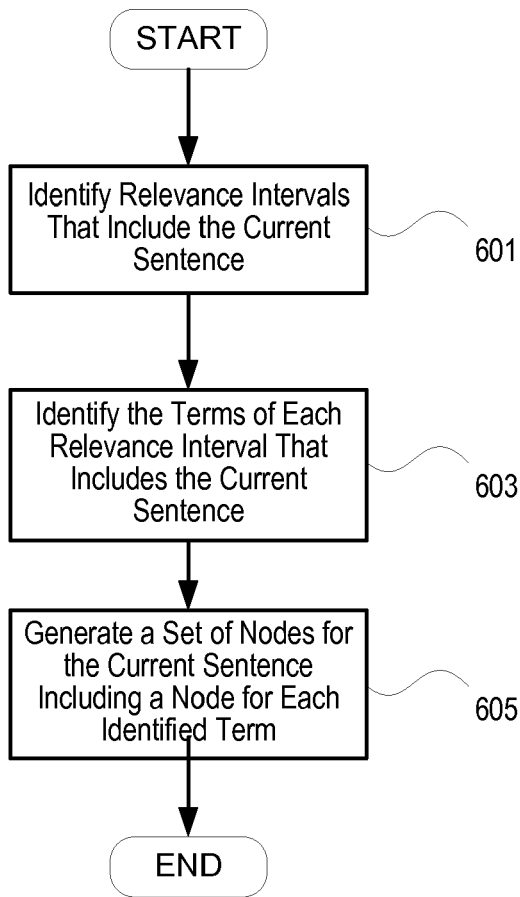 START
Identify Relevance Intervals
That Include the Current
Sentence
601
Identify the Terms of Each
Relevance Interval That
Includes the Current
Sentence
603
Generate a Set of Nodes for
the Current Sentence
Including a Node for Each
Identified Term
605
END